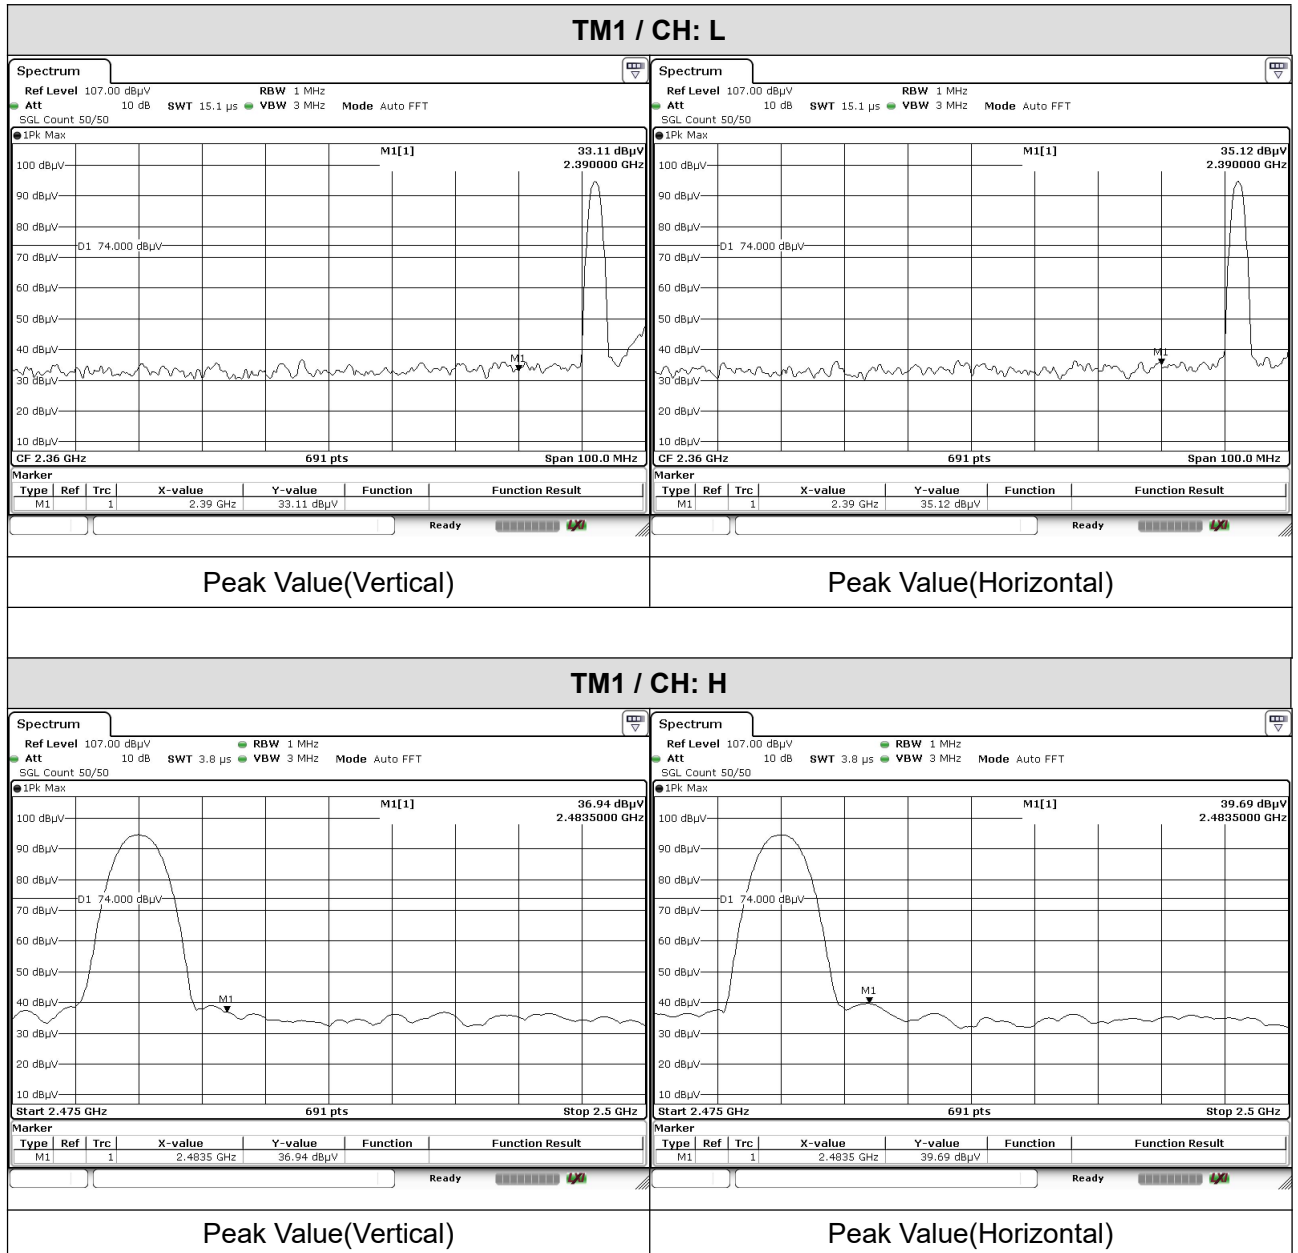 TM1 / CH: L
Spectrum
Ref Level 107.00 dBµV RBW 1 MHz
Att 10 dB SWT 15.1 µs VBW 3 MHz Mode Auto FFT
SGL Count 50/50
1Pk Max
M1[1] 33.11 dBµV
2.390000 GHz
100 dBµV
90 dBµV
80 dBµV
D1 74.000 dBµV
70 dBµV
60 dBµV
50 dBµV
40 dBµV
M1
30 dBµV
20 dBµV
10 dBµV
CF 2.36 GHz 691 pts Span 100.0 MHz
Marker
Type Ref Trc X-value Y-value Function Function Result
M1 1 2.39 GHz 33.11 dBµV
Ready LXI
Peak Value(Vertical)
Spectrum
Ref Level 107.00 dBµV RBW 1 MHz
Att 10 dB SWT 15.1 µs VBW 3 MHz Mode Auto FFT
SGL Count 50/50
1Pk Max
M1[1] 35.12 dBµV
2.390000 GHz
100 dBµV
90 dBµV
80 dBµV
D1 74.000 dBµV
70 dBµV
60 dBµV
50 dBµV
40 dBµV
M1
30 dBµV
20 dBµV
10 dBµV
CF 2.36 GHz 691 pts Span 100.0 MHz
Marker
Type Ref Trc X-value Y-value Function Function Result
M1 1 2.39 GHz 35.12 dBµV
Ready LXI
Peak Value(Horizontal)
TM1 / CH: H
Spectrum
Ref Level 107.00 dBµV RBW 1 MHz
Att 10 dB SWT 3.8 µs VBW 3 MHz Mode Auto FFT
SGL Count 50/50
1Pk Max
M1[1] 36.94 dBµV
2.4835000 GHz
100 dBµV
90 dBµV
80 dBµV
D1 74.000 dBµV
70 dBµV
60 dBµV
50 dBµV
40 dBµV
M1
30 dBµV
20 dBµV
10 dBµV
Start 2.475 GHz 691 pts Stop 2.5 GHz
Marker
Type Ref Trc X-value Y-value Function Function Result
M1 1 2.4835 GHz 36.94 dBµV
Ready LXI
Peak Value(Vertical)
Spectrum
Ref Level 107.00 dBµV RBW 1 MHz
Att 10 dB SWT 3.8 µs VBW 3 MHz Mode Auto FFT
SGL Count 50/50
1Pk Max
M1[1] 39.69 dBµV
2.4835000 GHz
100 dBµV
90 dBµV
80 dBµV
D1 74.000 dBµV
70 dBµV
60 dBµV
50 dBµV
40 dBµV
M1
30 dBµV
20 dBµV
10 dBµV
Start 2.475 GHz 691 pts Stop 2.5 GHz
Marker
Type Ref Trc X-value Y-value Function Function Result
M1 1 2.4835 GHz 39.69 dBµV
Ready LXI
Peak Value(Horizontal)